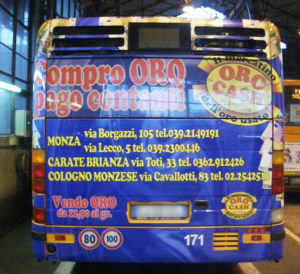 Compro ORO
pago contanti
ORO
CASH
MONZA via Borgazzi, 105 tel.039.2149191
via Lecco, 5 tel. 039.2300446
CARATE BRIANZA via Toti, 33 tel. 0362.912426
COLOGNO MONZESE via Cavallotti, 83 tel. 02.254251
Vendo ORO
ORO
CASH
80 100
171